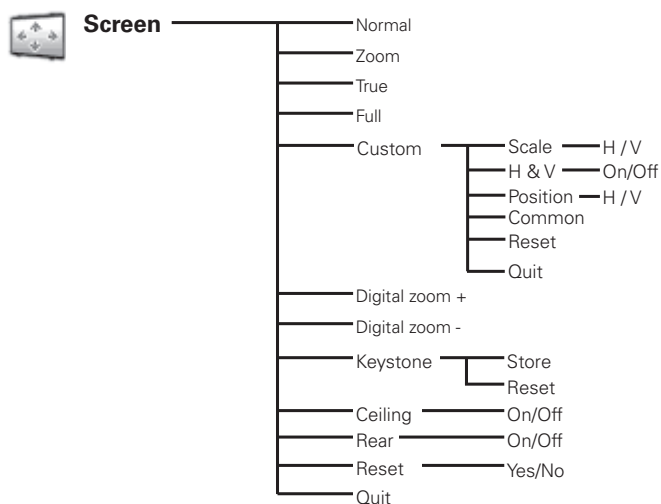 Screen Normal
Zoom
True
Full
Custom Scale H / V
H & V On/Off
Position H / V
Common
Reset
Quit
Digital zoom +
Digital zoom -
Keystone Store
Reset
Ceiling On/Off
Rear On/Off
Reset Yes/No
Quit